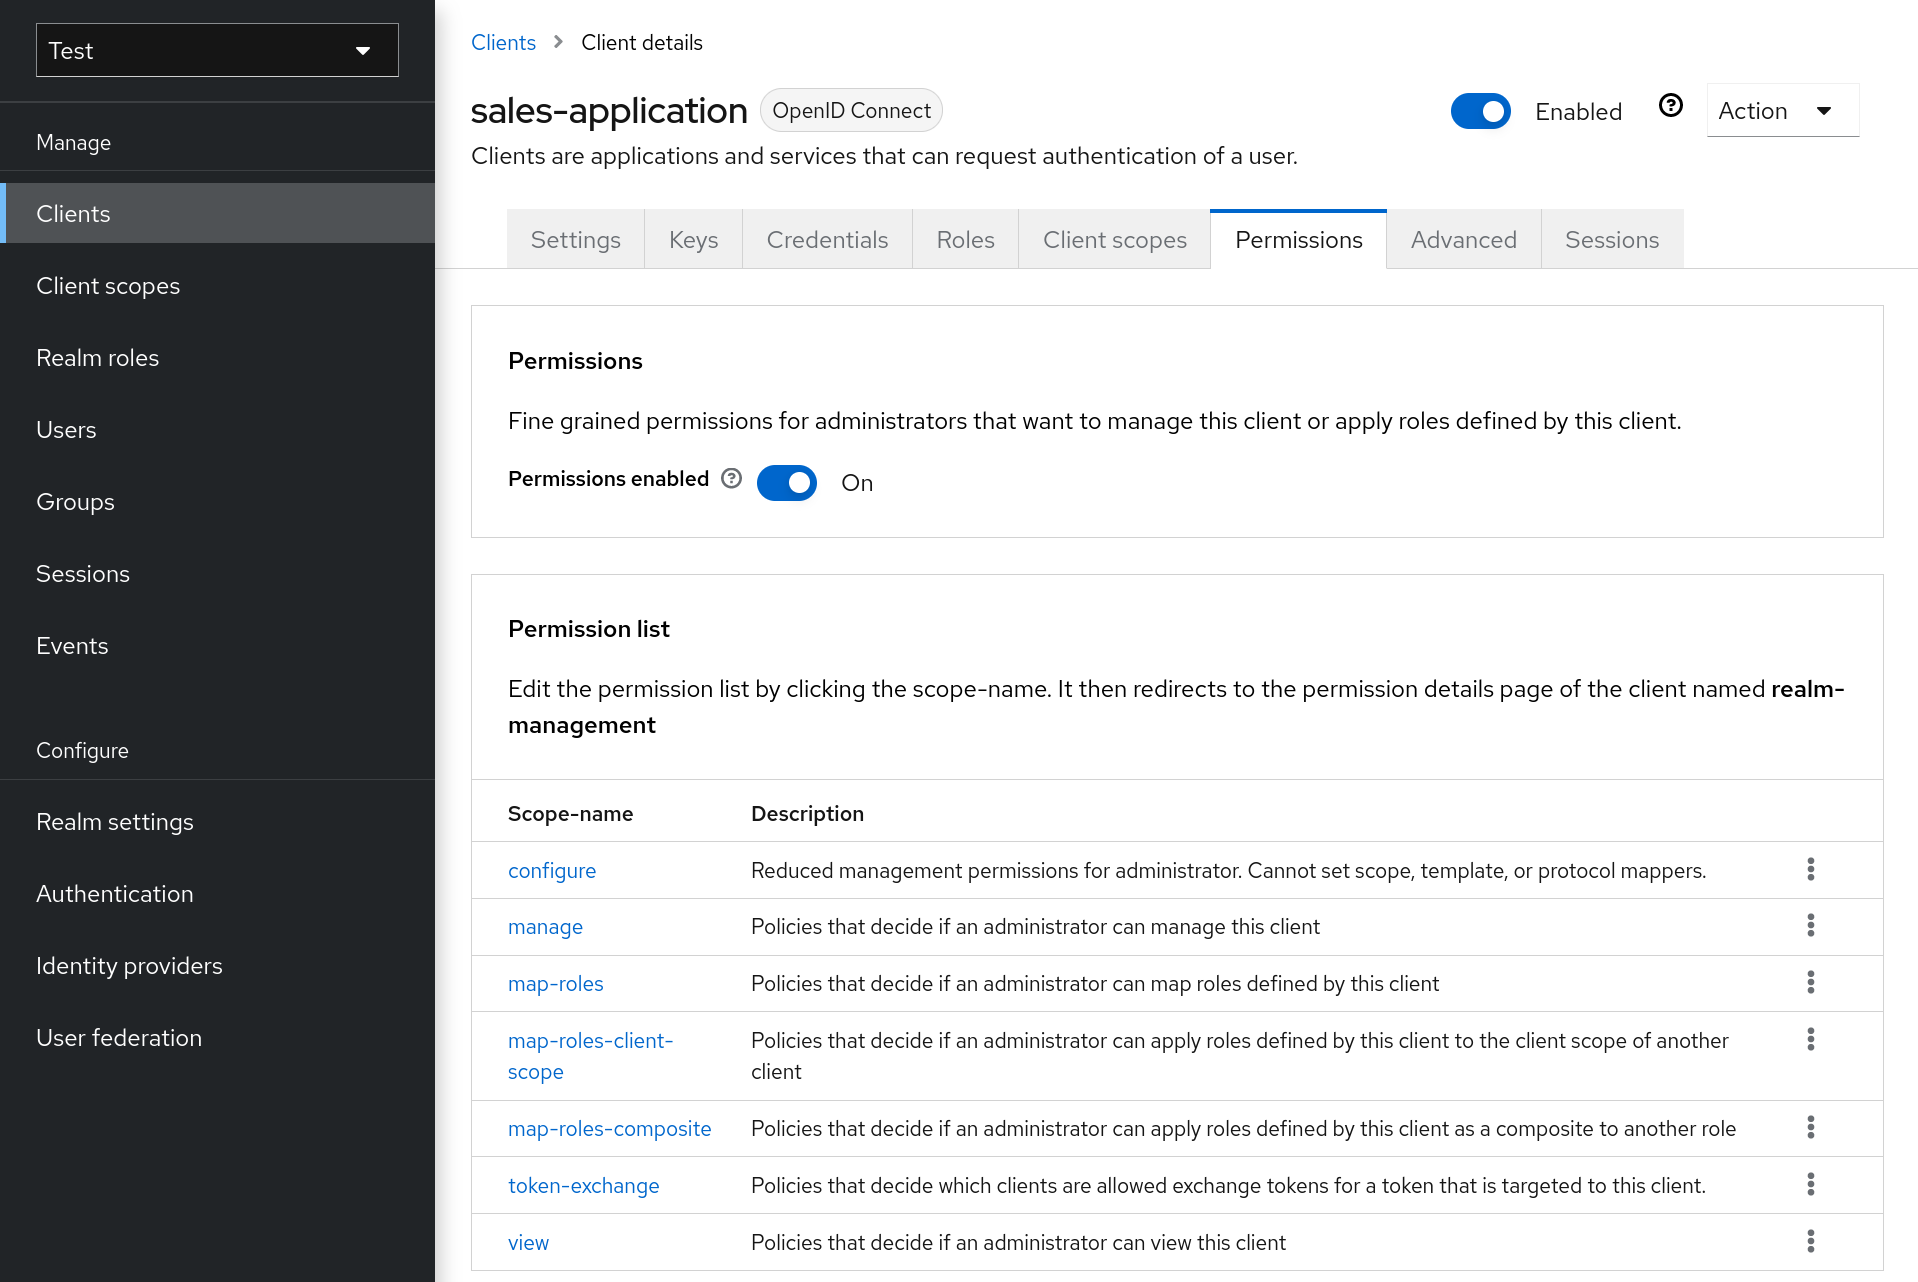 Test
Manage
Clients
Client scopes
Realm roles
Users
Groups
Sessions
Events
Configure
Realm settings
Authentication
Identity providers
User federation
Clients > Client details
sales-application OpenID Connect
Enabled ? Action
Clients are applications and services that can request authentication of a user.
Settings Keys Credentials Roles Client scopes Permissions Advanced Sessions
Permissions
Fine grained permissions for administrators that want to manage this client or apply roles defined by this client.
Permissions enabled ? On
Permission list
Edit the permission list by clicking the scope-name. It then redirects to the permission details page of the client named realm-
management
Scope-name Description
configure Reduced management permissions for administrator. Cannot set scope, template, or protocol mappers.
manage Policies that decide if an administrator can manage this client
map-roles Policies that decide if an administrator can map roles defined by this client
map-roles-client- Policies that decide if an administrator can apply roles defined by this client to the client scope of another
scope client
map-roles-composite Policies that decide if an administrator can apply roles defined by this client as a composite to another role
token-exchange Policies that decide which clients are allowed exchange tokens for a token that is targeted to this client.
view Policies that decide if an administrator can view this client